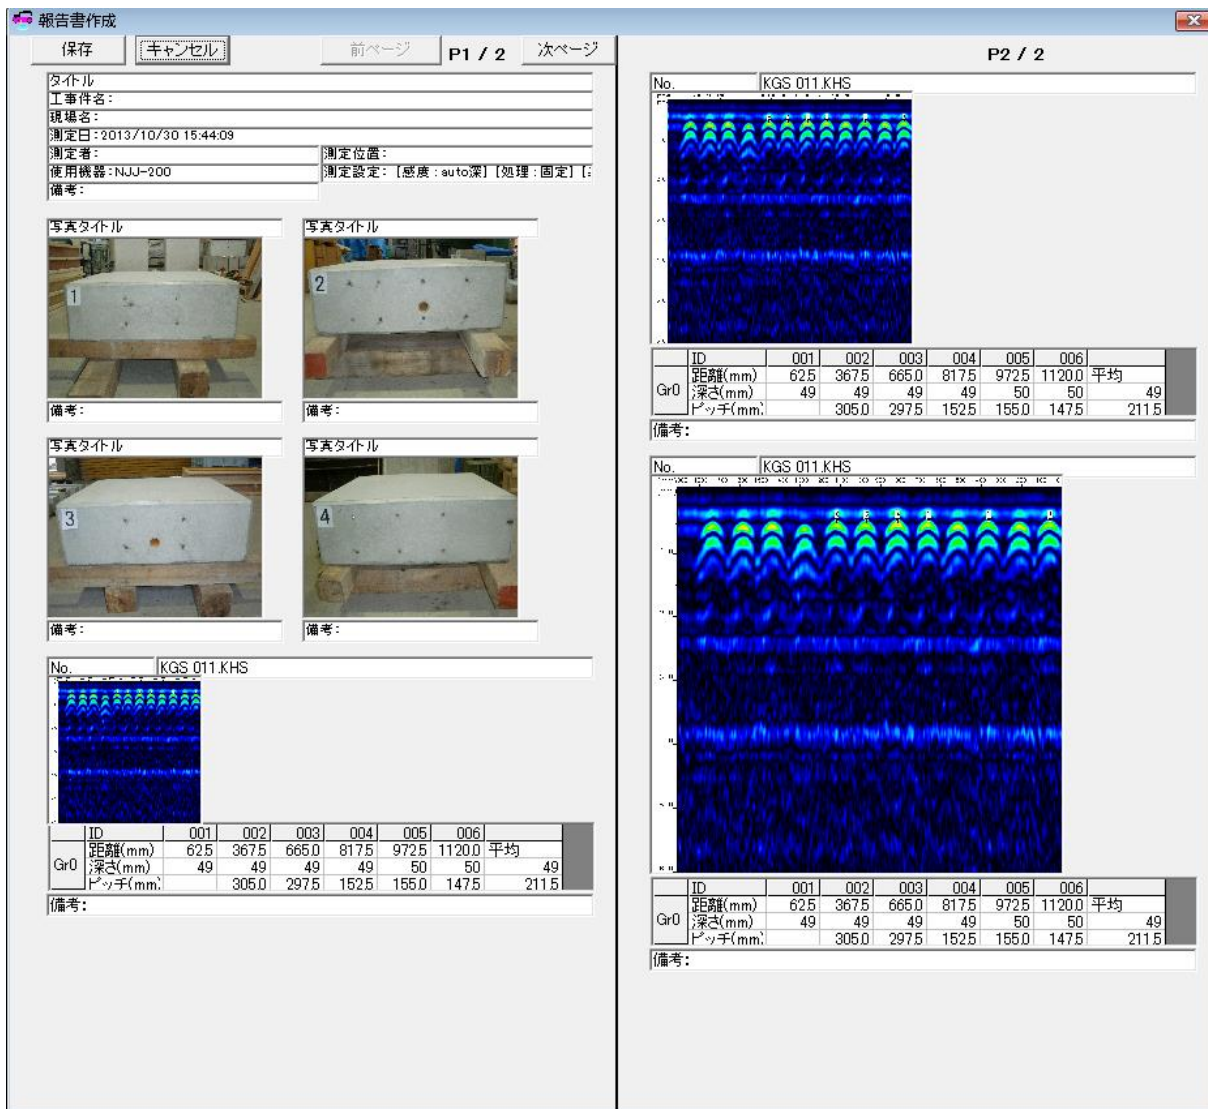 報告書作成
保存 キャンセル 前ページ P1 / 2 次ページ
タイトル
工事件名:
現場名:
測定日:2013/10/30 15:44:09
測定者: 測定位置:
使用機器:NJJ-200 測定設定: [感度:auto深] [処理:固定] [
備考:
写真タイトル 写真タイトル
1 2
備考: 備考:
写真タイトル 写真タイトル
3 4
備考: 備考:
No. KGS 011.KHS
ID 001 002 003 004 005 006
距離(mm) 62.5 367.5 665.0 817.5 972.5 1120.0 平均
Gr0 深さ(mm) 49 49 49 49 50 50 49
ピッチ(mm) 305.0 297.5 152.5 155.0 147.5 211.5
備考:
P2 / 2
No. KGS 011.KHS
ID 001 002 003 004 005 006
距離(mm) 62.5 367.5 665.0 817.5 972.5 1120.0 平均
Gr0 深さ(mm) 49 49 49 49 50 50 49
ピッチ(mm) 305.0 297.5 152.5 155.0 147.5 211.5
備考:
No. KGS 011.KHS
ID 001 002 003 004 005 006
距離(mm) 62.5 367.5 665.0 817.5 972.5 1120.0 平均
Gr0 深さ(mm) 49 49 49 49 50 50 49
ピッチ(mm) 305.0 297.5 152.5 155.0 147.5 211.5
備考: